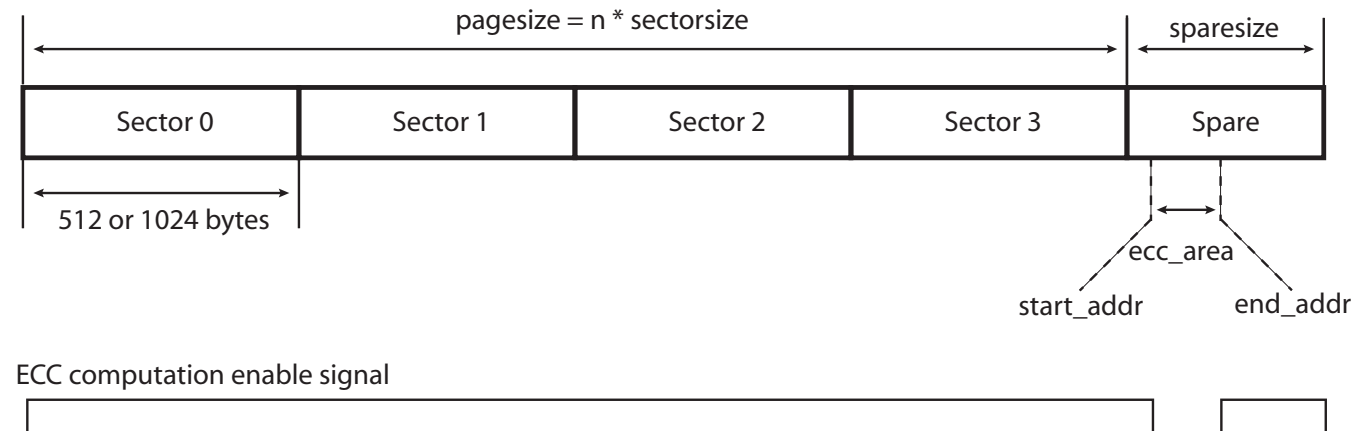 pagesize = n * sectorsize
sparesize
Sector 0
Sector 1
Sector 2
Sector 3
Spare
512 or 1024 bytes
ecc_area
start_addr
end_addr
ECC computation enable signal